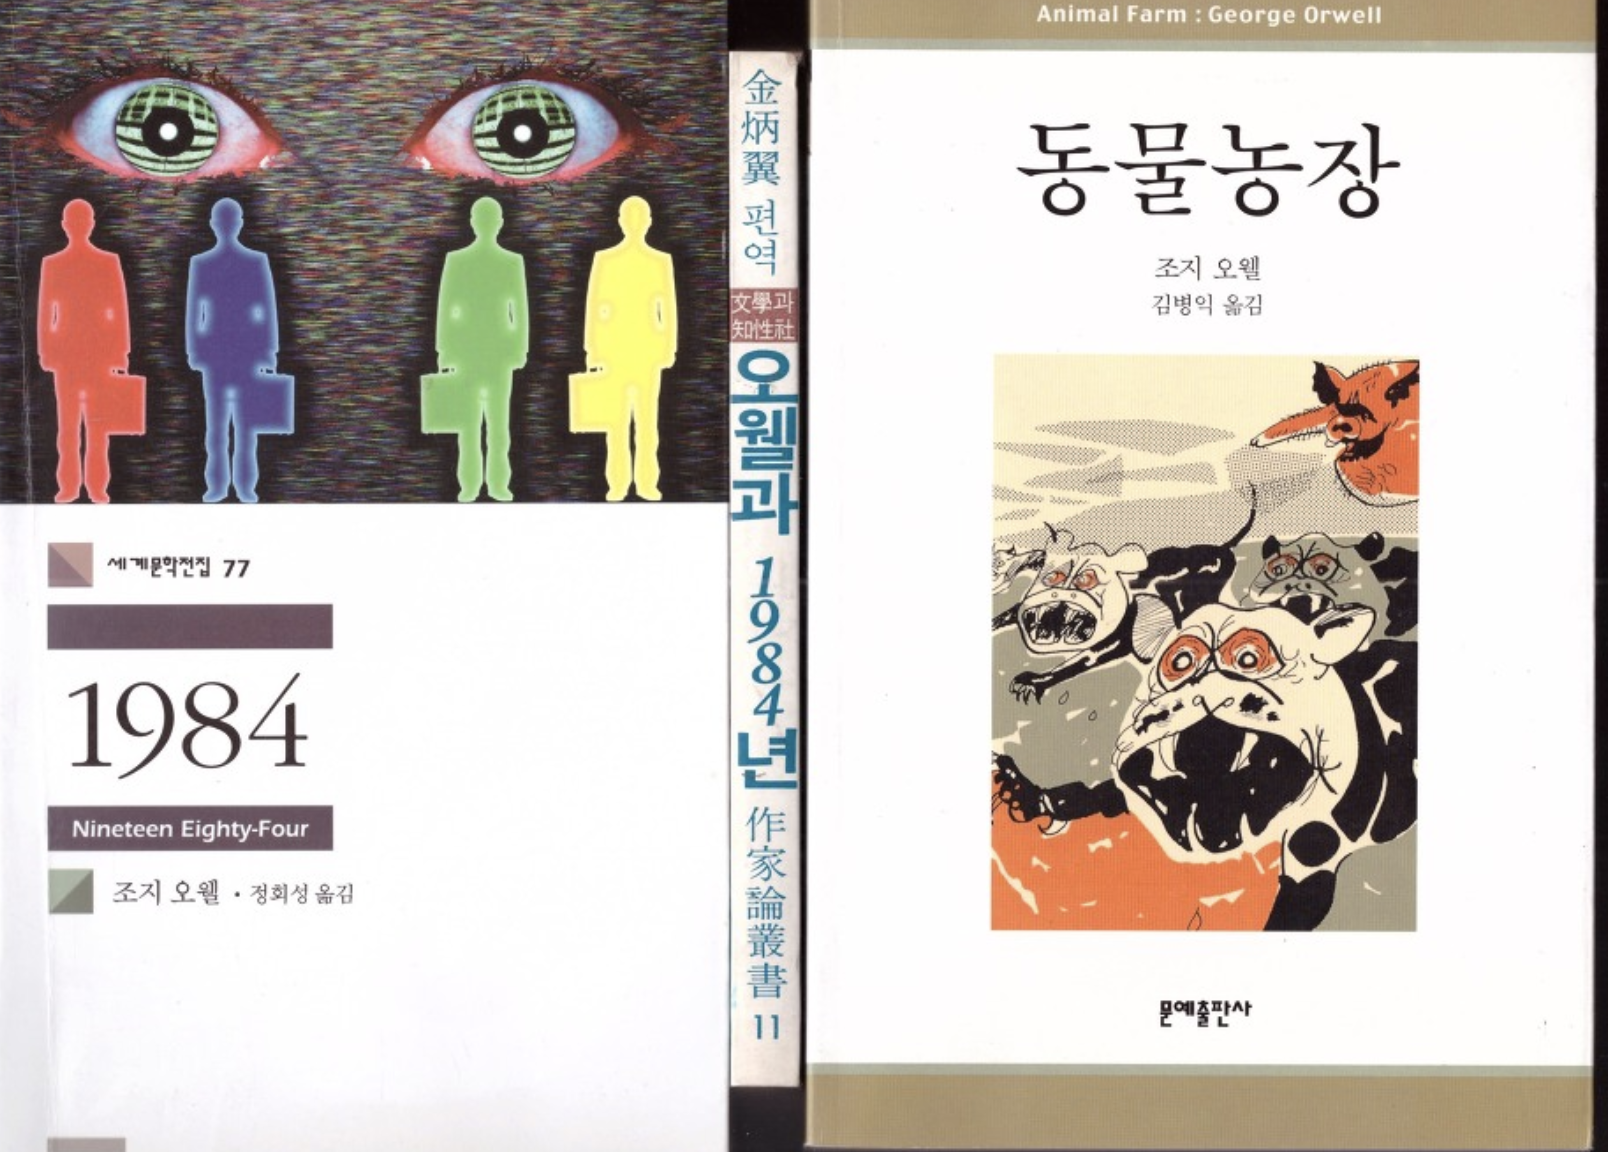 세계문학전집 77
1984
Nineteen Eighty-Four
조지 오웰 · 정회성 옮김
金炳翼 편역
文學과
知性社
오웰과 1984년
作家論叢書 11
Animal Farm : George Orwell
동물농장
조지 오웰
김병익 옮김
문예출판사